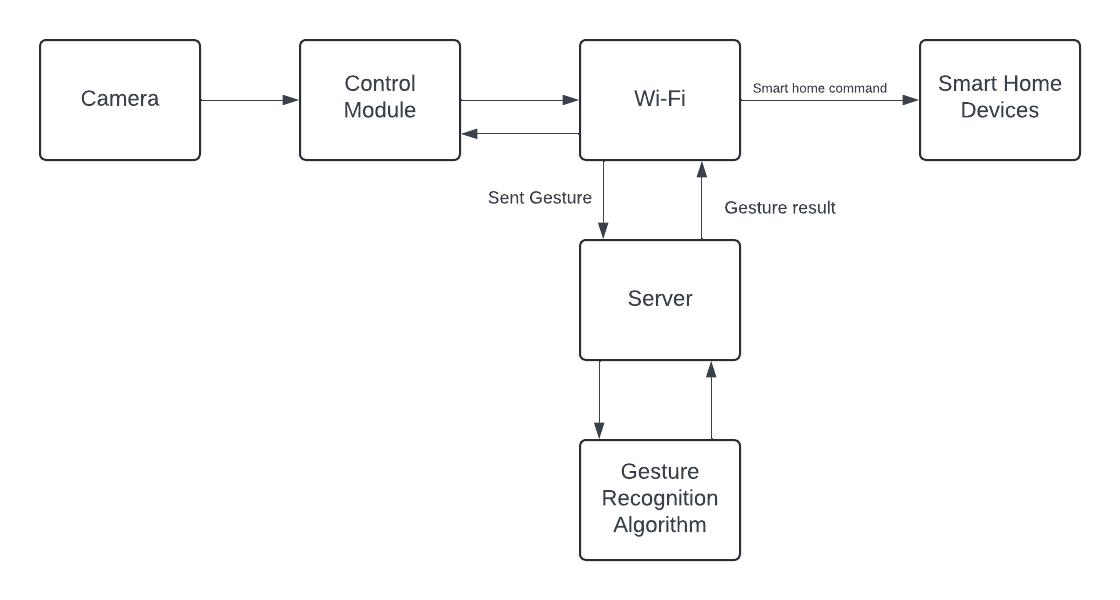 Camera
Control
Module
Wi-Fi
Smart home command
Smart Home
Devices
Sent Gesture
Gesture result
Server
Gesture
Recognition
Algorithm